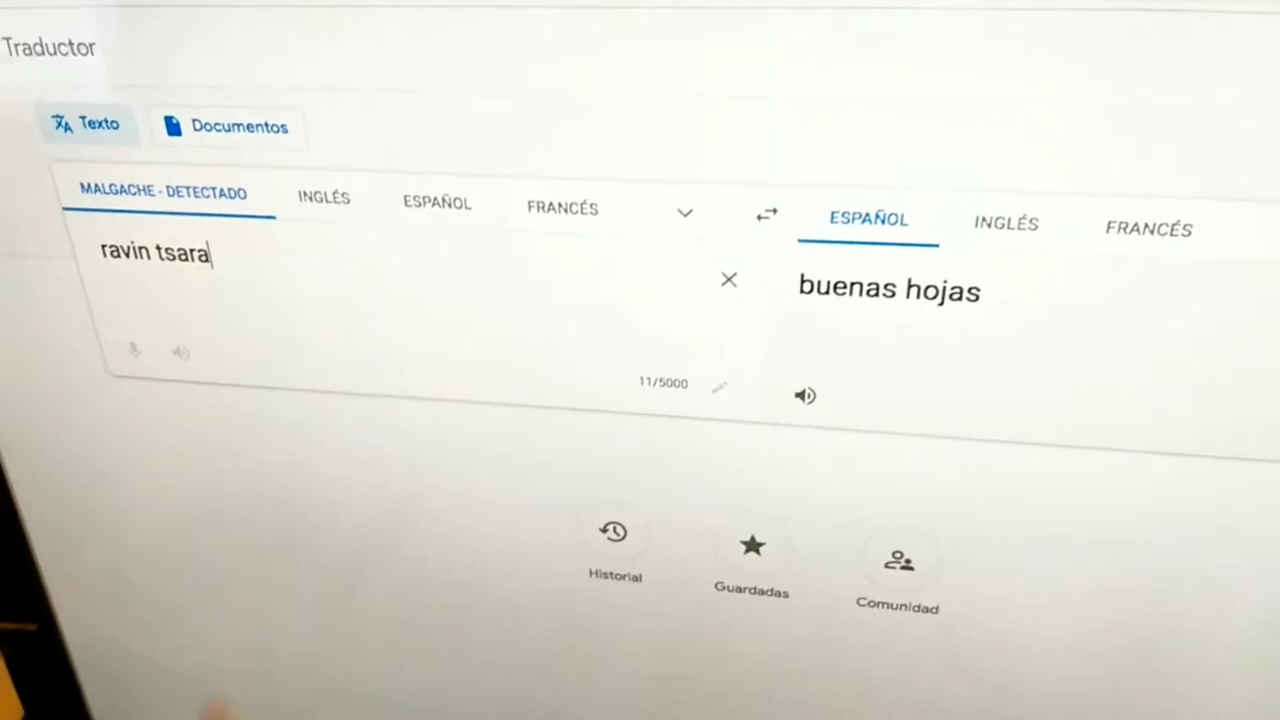 Traductor
Texto
Documentos
MALGACHE - DETECTADO
INGLÉS
ESPAÑOL
FRANCÉS
ESPAÑOL
INGLÉS
FRANCÉS
ravin tsara
buenas hojas
11/5000
Historial
Guardadas
Comunidad